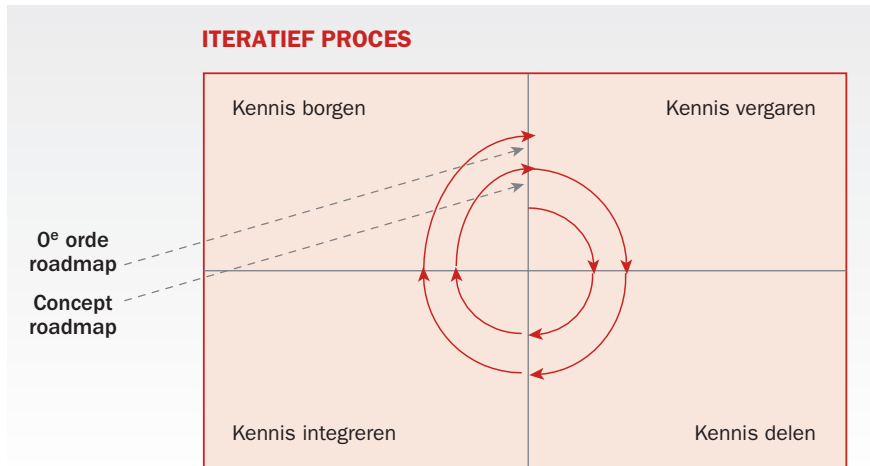 ITERATIEF PROCES
Kennis borgen
Kennis vergaren
0e orde
roadmap
Concept
roadmap
Kennis integreren
Kennis delen